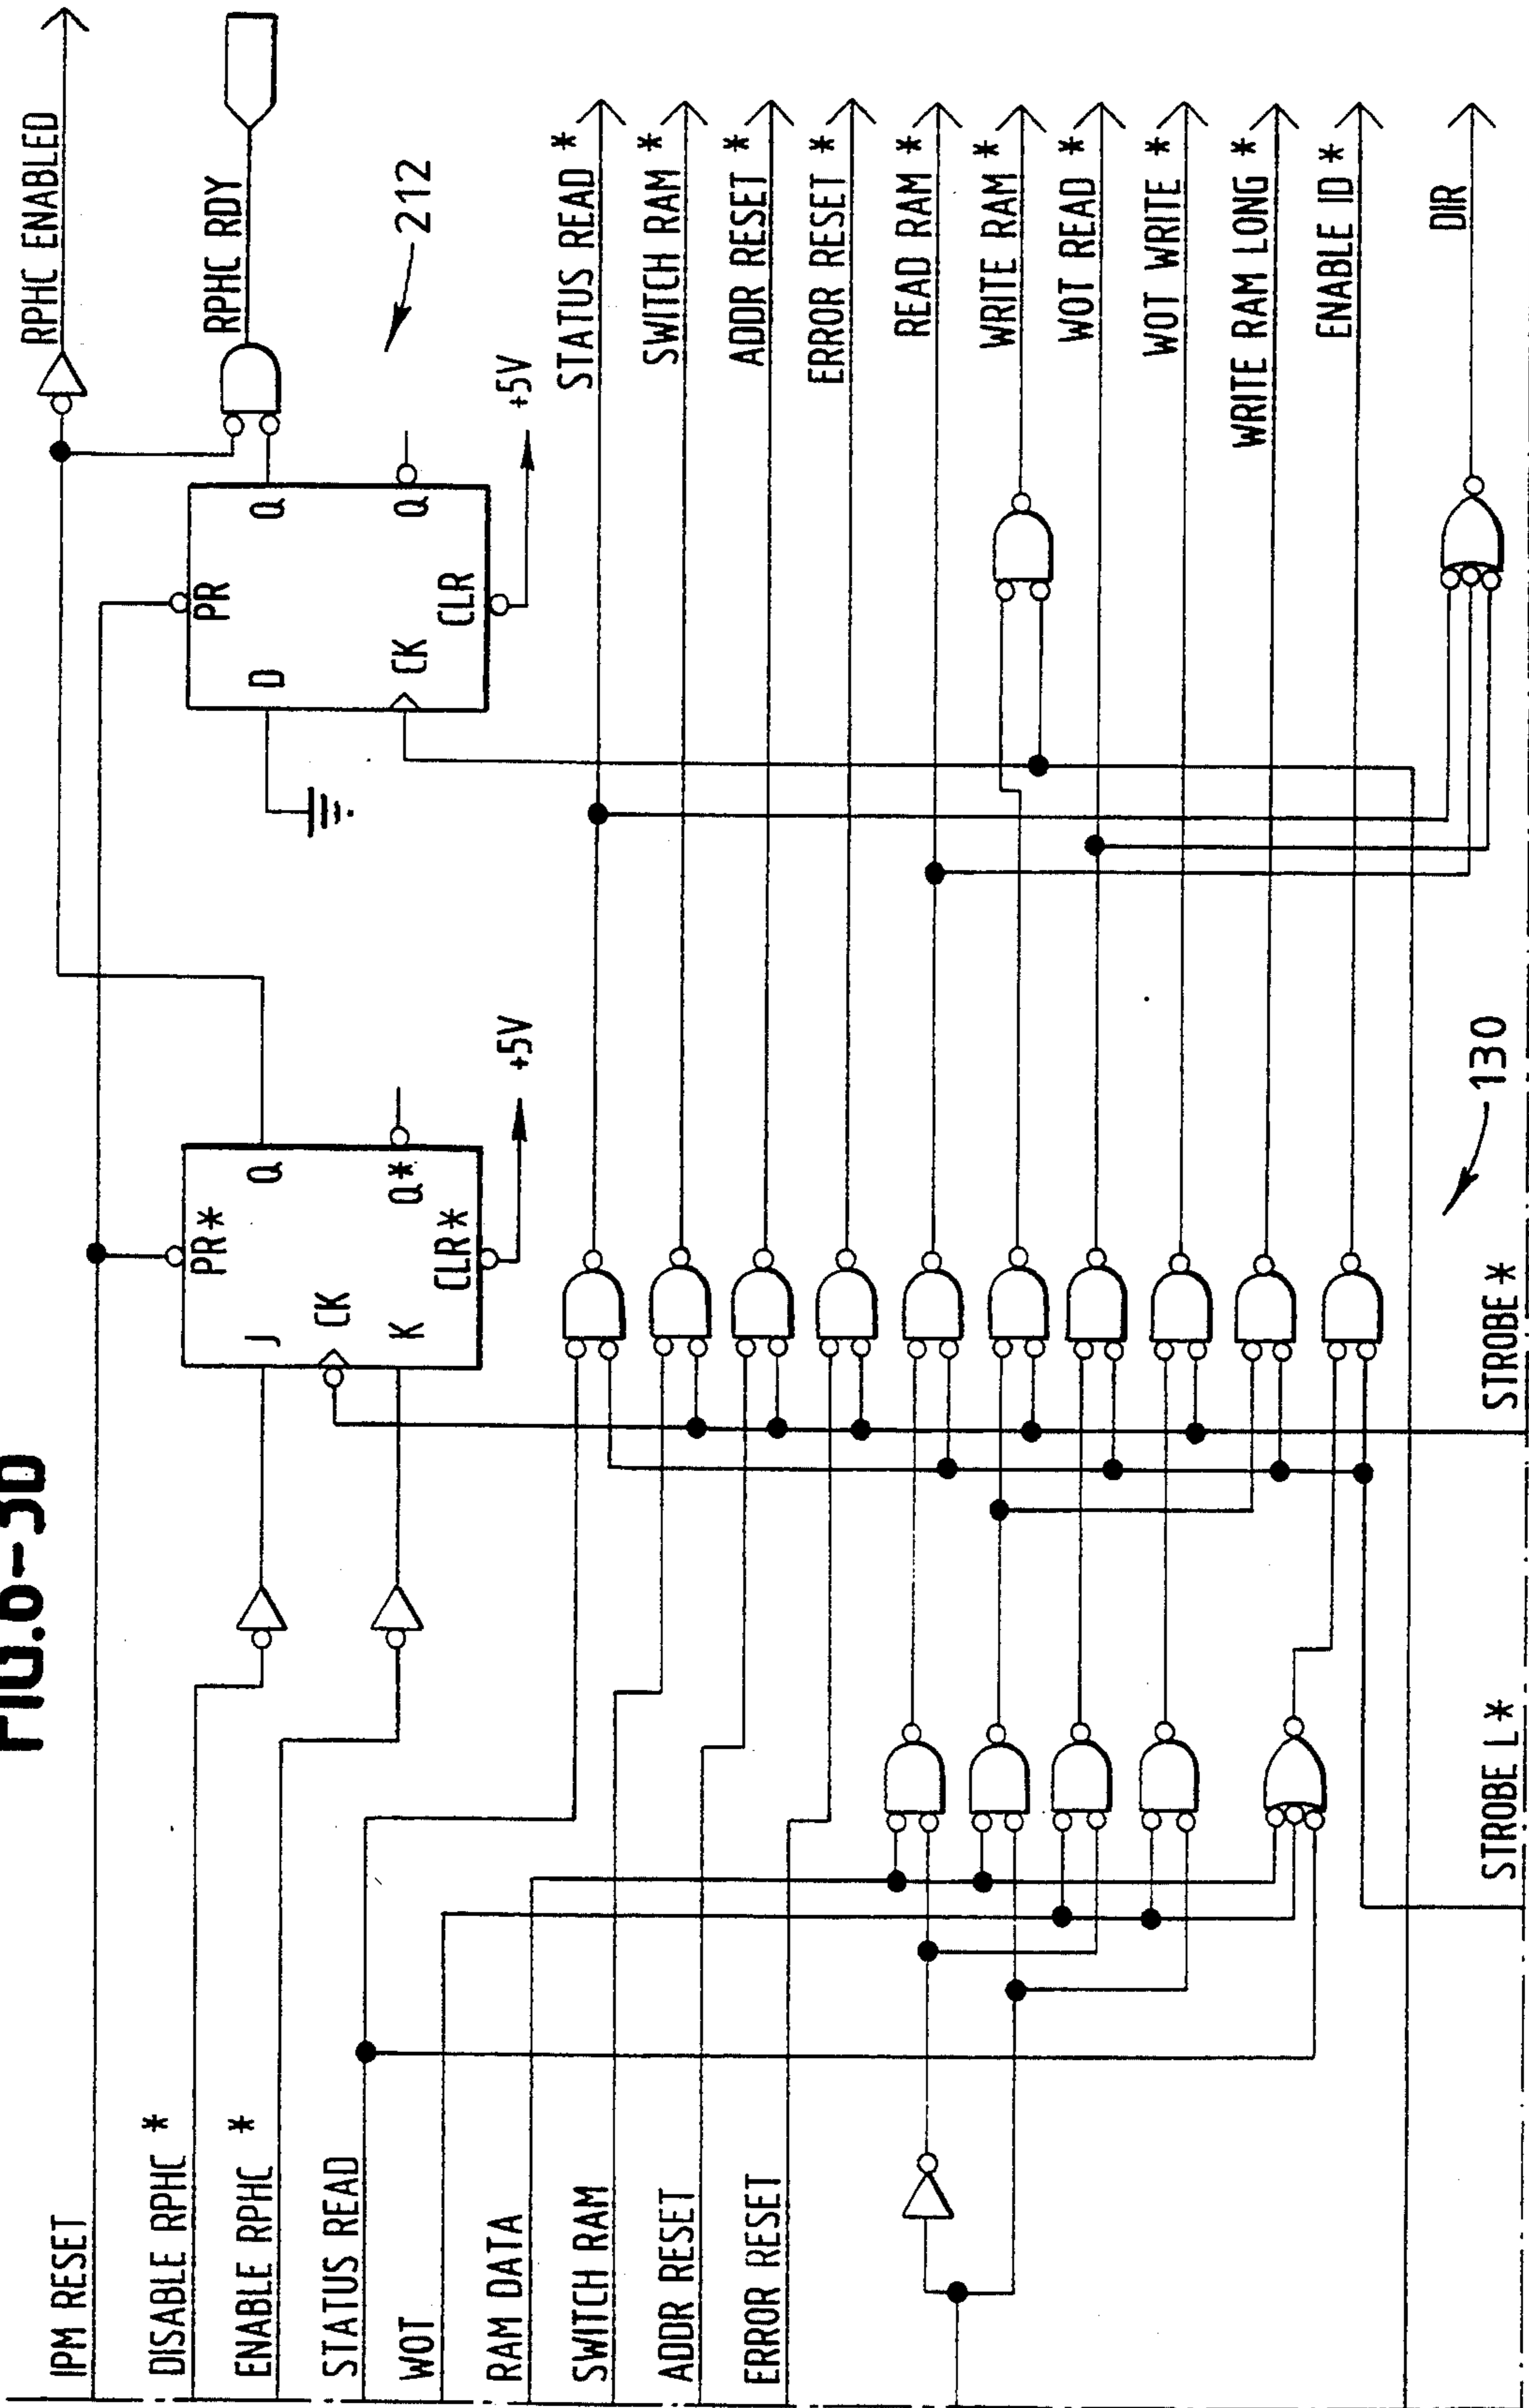 FIG.6-3D
IPM RESET
DISABLE RPHC *
ENABLE RPHC *
STATUS READ
WOT
RAM DATA
SWITCH RAM
ADDR RESET
ERROR RESET
PR*
J
Q
CK
K
Q*
CLR*
+5V
PR
D
Q
CK
Q
CLR
+5V
RPHC ENABLED
RPHC RDY
212
STATUS READ *
SWITCH RAM *
ADDR RESET *
ERROR RESET *
READ RAM *
WRITE RAM *
WOT READ *
WOT WRITE *
WRITE RAM LONG *
ENABLE ID *
DIR
130
STROBE L *
STROBE *